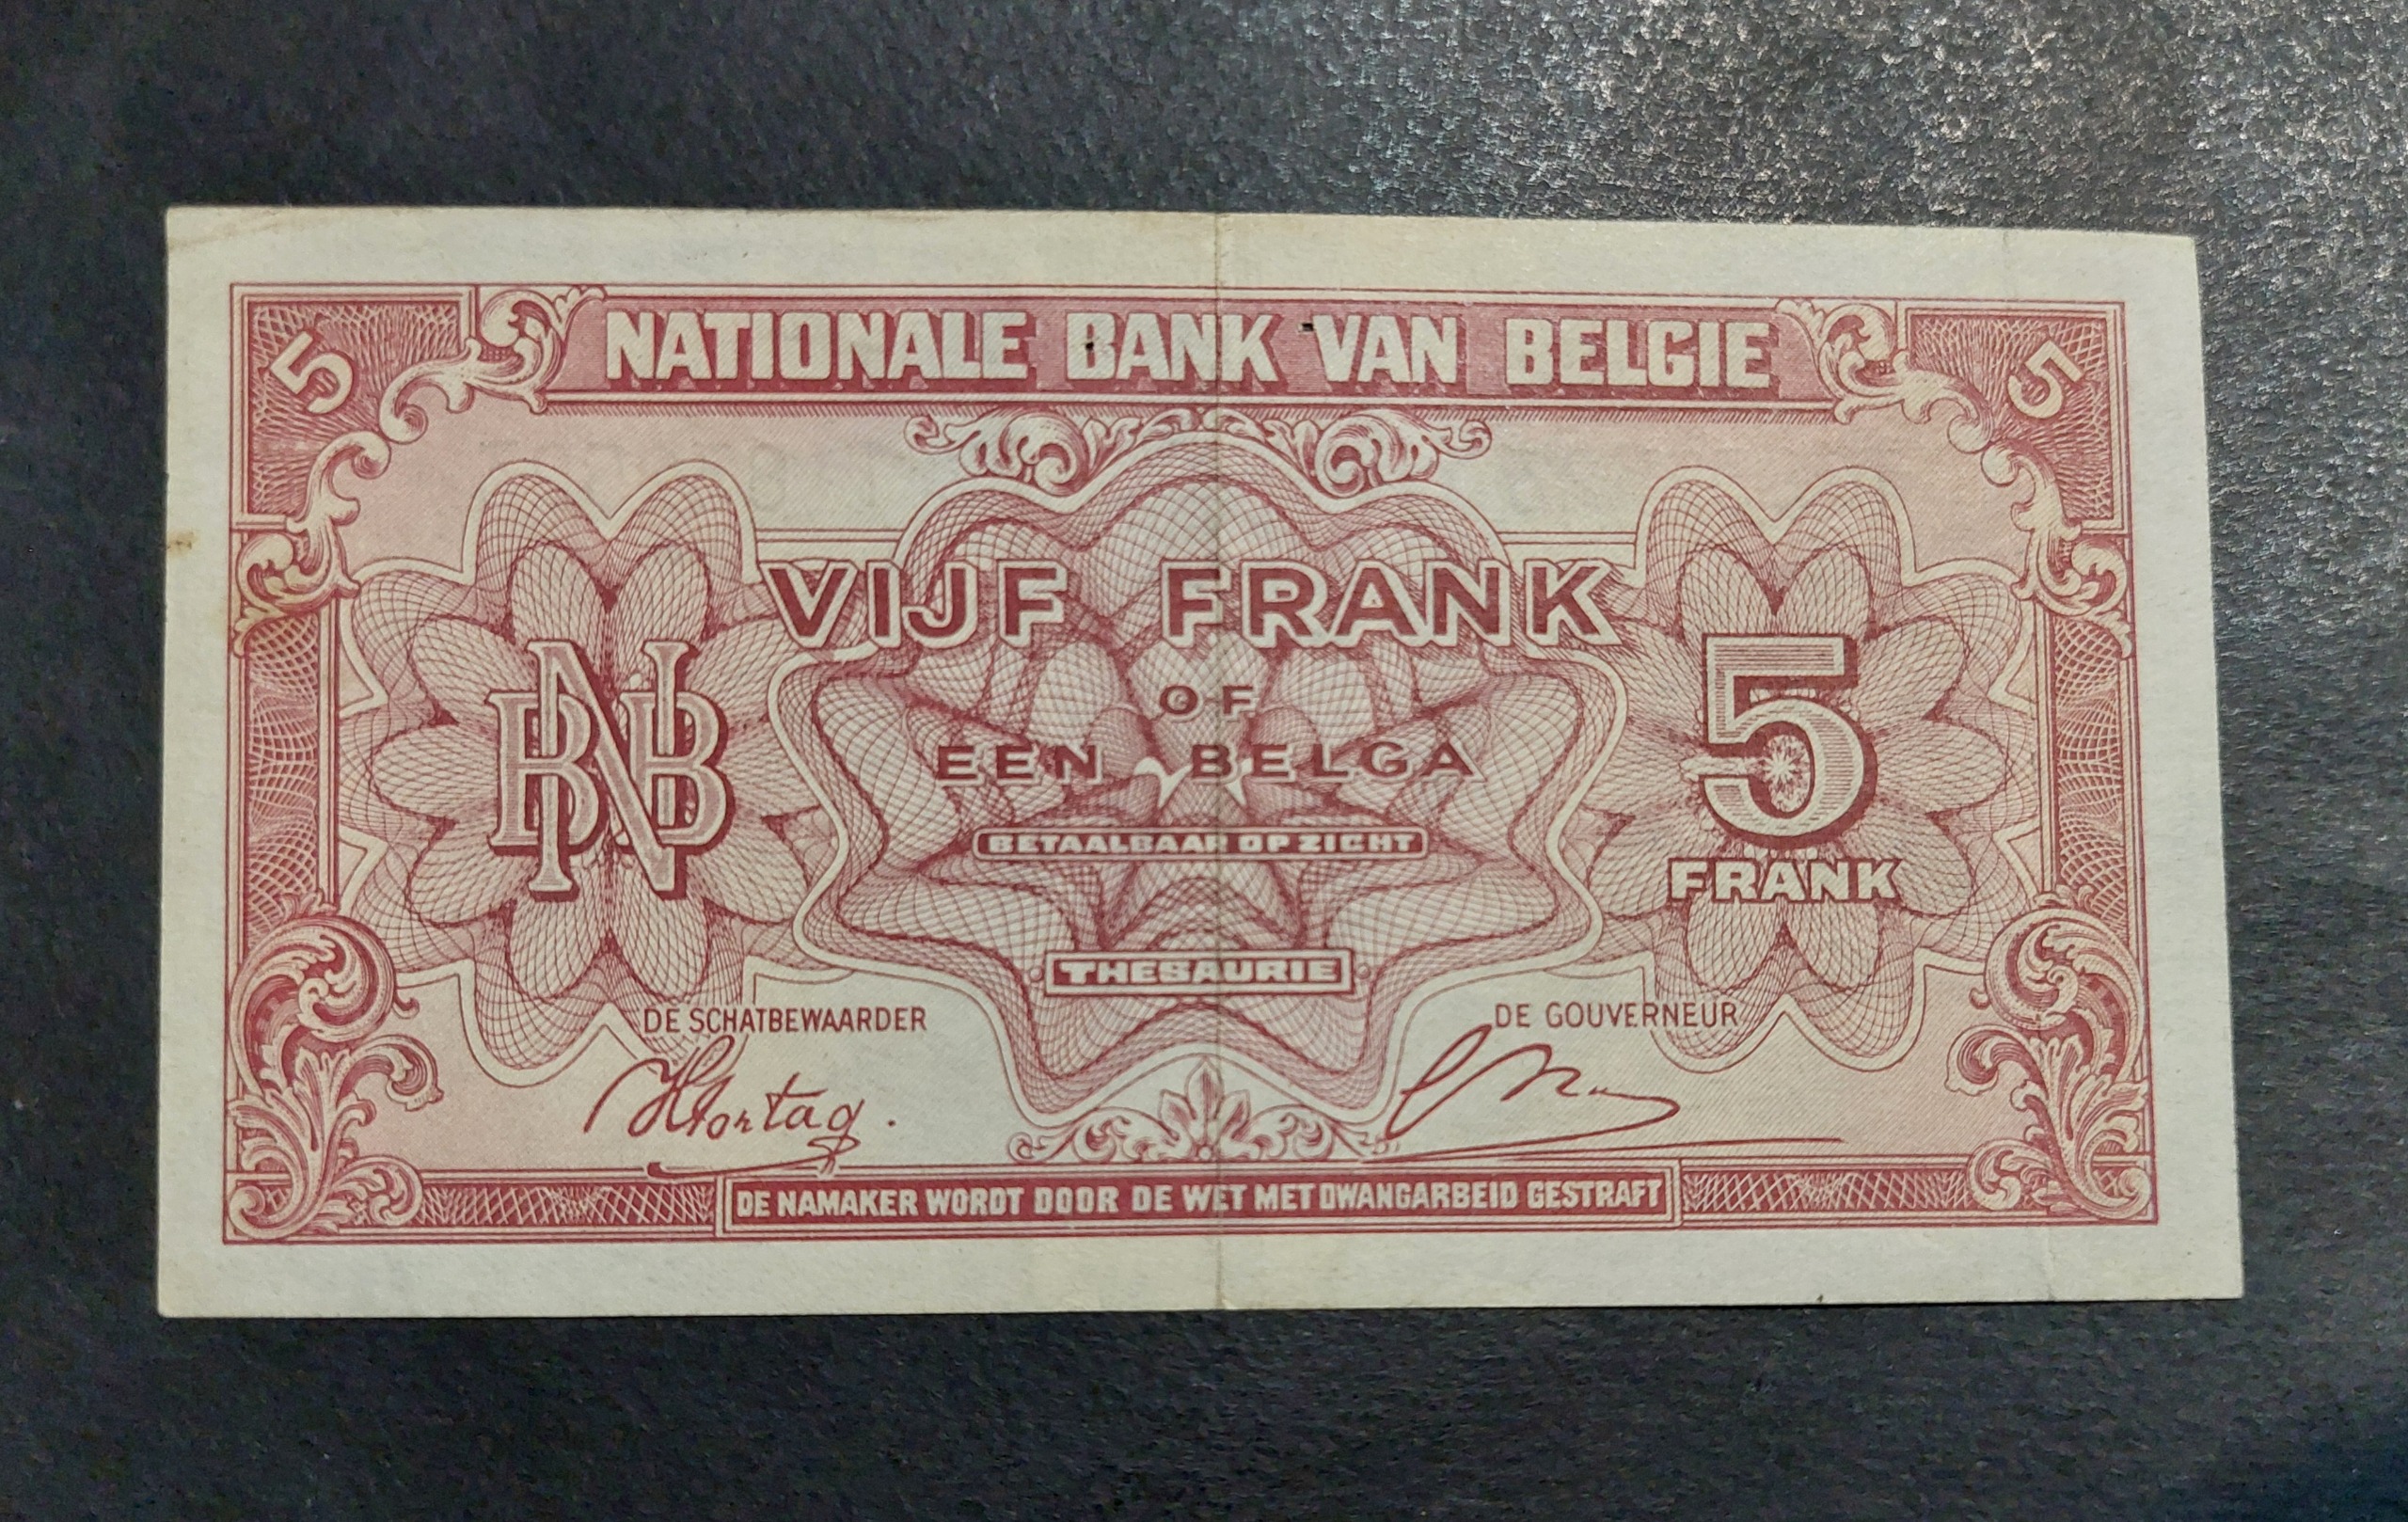 5 NATIONALE BANK VAN BELGIE 5
VIJF FRANK
OF
EEN BELGA
BNB
5
FRANK
BETAALBAAR OP ZICHT
THESAURIE
DE SCHATBEWAARDER
DE GOUVERNEUR
DE NAMAKER WORDT DOOR DE WET MET DWANGARBEID GESTRAFT